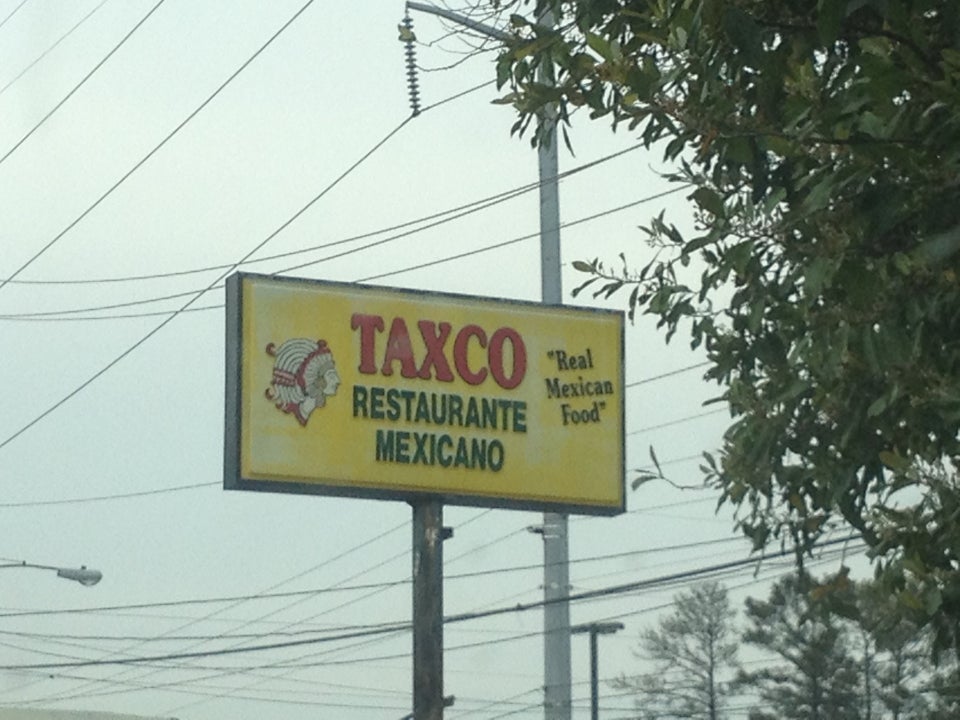 TAXCO
RESTAURANTE
MEXICANO
"Real
Mexican
Food"